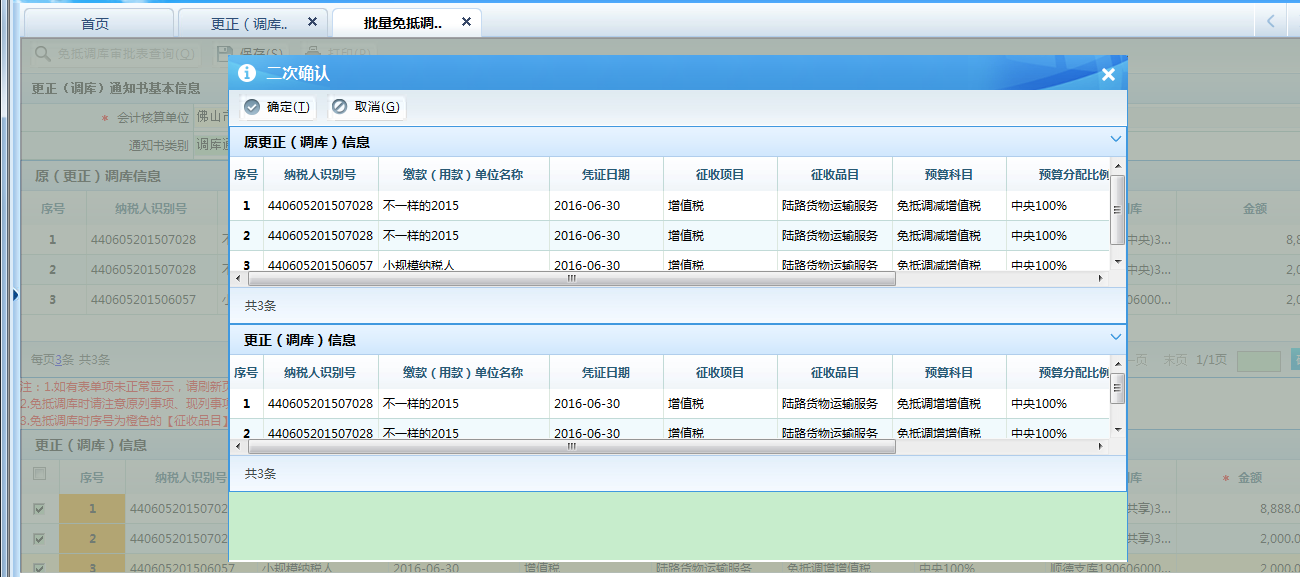 首页 更正（调库.. 批量免抵调..
免抵调库审批表查询(Q) 保存(S) 打印(P)
二次确认
更正（调库）通知书基本信息
确定(T) 取消(G)
* 会计核算单位 佛山市
原更正（调库）信息
通知书类别 调库通
序号 纳税人识别号 缴款（用款）单位名称 凭证日期 征收项目 征收品目 预算科目 预算分配比例
1 440605201507028 不一样的2015 2016-06-30 增值税 陆路货物运输服务 免抵调减增值税 中央100%
2 440605201507028 不一样的2015 2016-06-30 增值税 陆路货物运输服务 免抵调减增值税 中央100%
3 440605201506057 小规模纳税人 2016-06-30 增值税 陆路货物运输服务 免抵调减增值税 中央100%
共3条
原（更正）调库信息
序号 纳税人识别号 库 金额
1 440605201507028 不 中央)3... 8,8
2 440605201507028 不 中央)3... 2,0
3 440605201506057 小 06000... 2,0
每页3条 共3条 一页 末页 1/1页
更正（调库）信息
序号 纳税人识别号 缴款（用款）单位名称 凭证日期 征收项目 征收品目 预算科目 预算分配比例
1 440605201507028 不一样的2015 2016-06-30 增值税 陆路货物运输服务 免抵调增增值税 中央100%
2 440605201507028 不一样的2015 2016-06-30 增值税 陆路货物运输服务 免抵调增增值税 中央100%
共3条
注：1.如有表单项未正常显示，请刷新页
2.免抵调库时请注意原列事项、现列事项
3.免抵调库时序号为橙色的【征收品目】
更正（调库）信息
序号 纳税人识别号 库 * 金额
1 44060520150702 共享)3... 8,888.0
2 44060520150702 共享)3... 2,000.0
3 440605201506057 小规模纳税人 2016-06-30 增值税 陆路货物运输服务 免抵调增增值税 中央100% 顺德支库190606000... 2,000.0